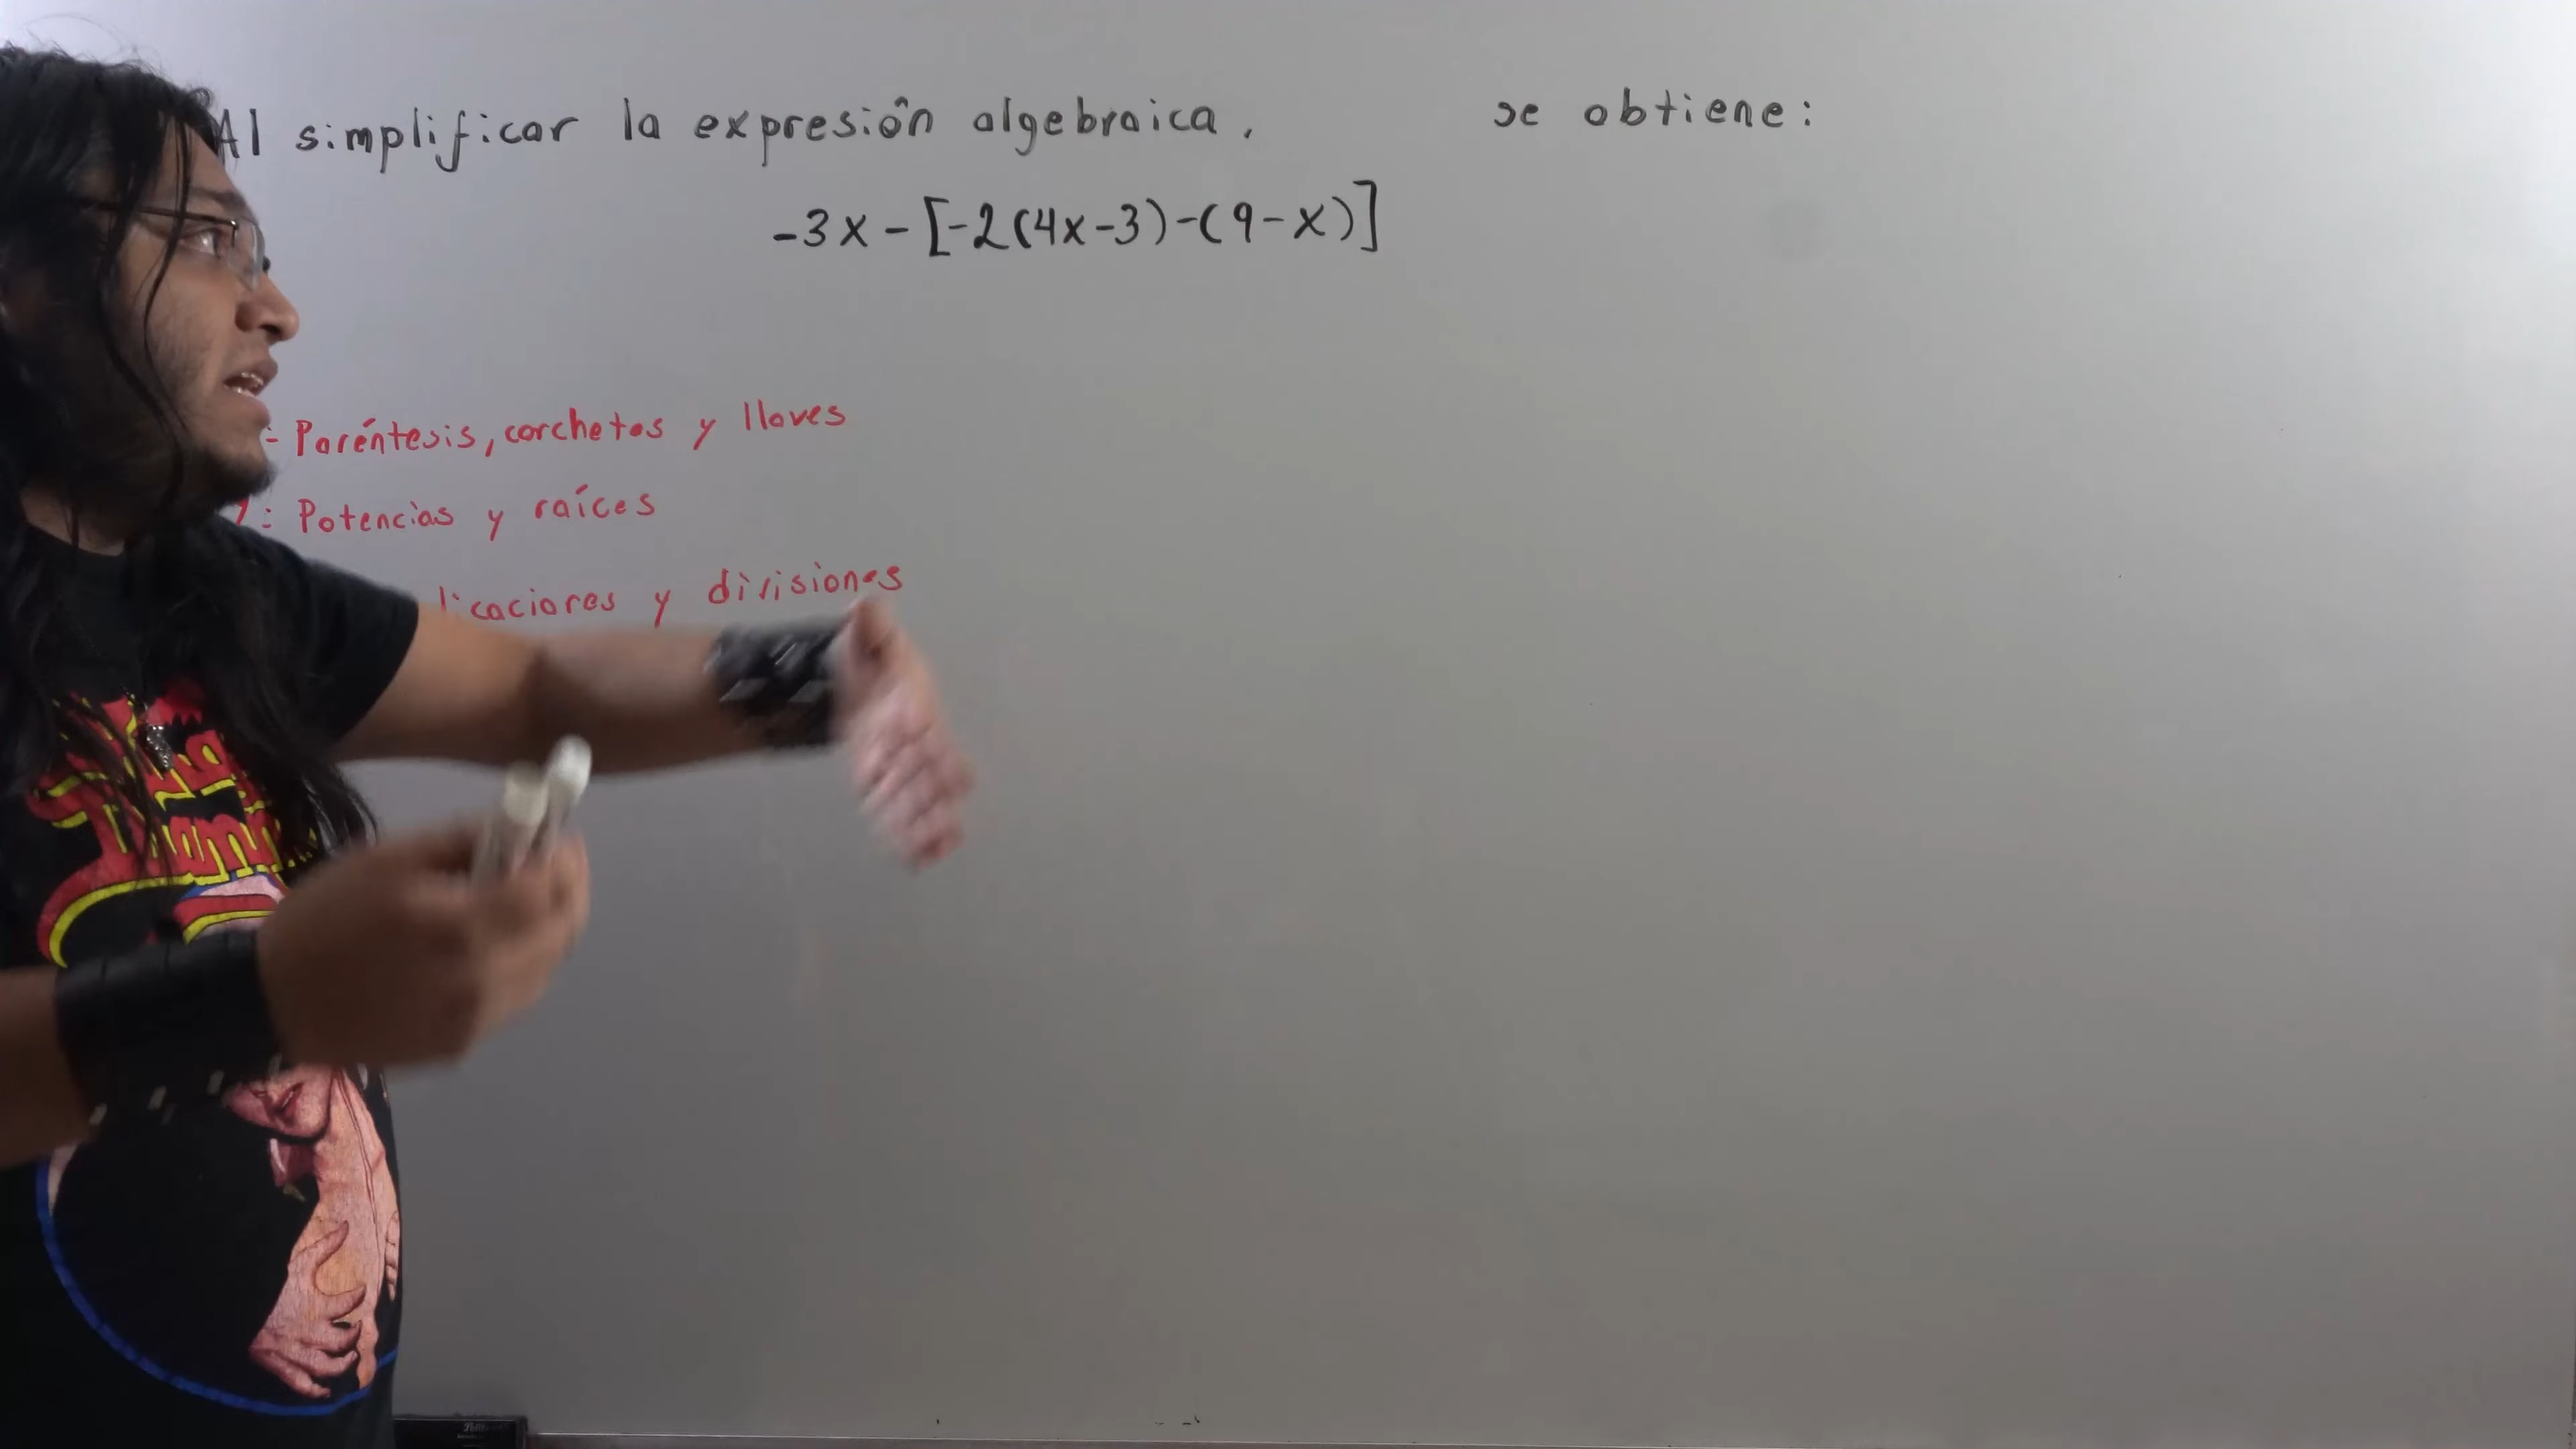 Al simplificar la expresión algebraica, se obtiene:
-3x-[-2(4x-3)-(9-x)]
:- Paréntesis, corchetes y llaves
: Potencias y raíces
licaciones y divisiones